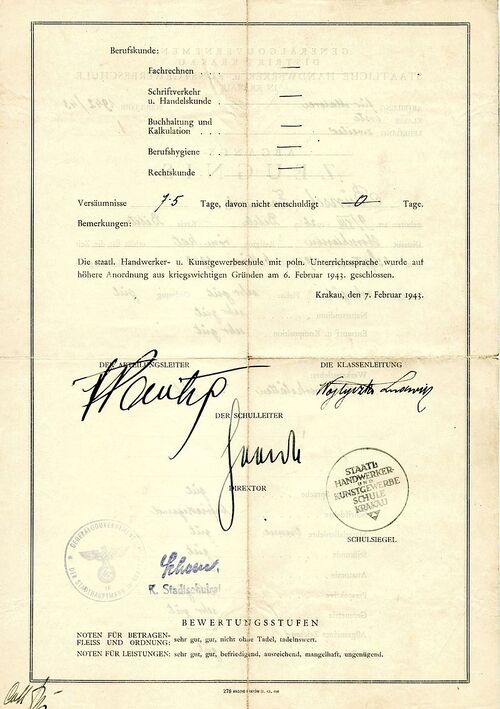 Berufskunde:
Fachrechnen . . .
Schriftverkehr
u. Handelskunde .
Buchhaltung und
Kalkulation . . .
Berufshygiene . .
Rechtskunde . . .
Versäumnisse 7·5 Tage, davon nicht entschuldigt 0 Tage.
Bemerkungen:
Die staatl. Handwerker- u. Kunstgewerbeschule mit poln. Unterrichtssprache wurde auf
höhere Anordnung aus kriegswichtigen Gründen am 6. Februar 1943. geschlossen.
Krakau, den 7. Februar 1943.
DER ABTEILUNGSLEITER
DIE KLASSENLEITUNG
DER SCHULLEITER
DIREKTOR
STAATL.
HANDWERKER-
UND
KUNSTGEWERBE
SCHULE
KRAKAU
SCHULSIEGEL
GENERALGOUVERNEMENT
DER STADTHAUPTMANN
K. Stadtschulrat
BEWERTUNGSSTUFEN
NOTEN FÜR BETRAGEN-
FLEISS UND ORDNUNG: sehr gut, gut, nicht ohne Tadel, tadelnswert.
NOTEN FÜR LEISTUNGEN: sehr gut, gut, befriedigend, ausreichend, mangelhaft, ungenügend.